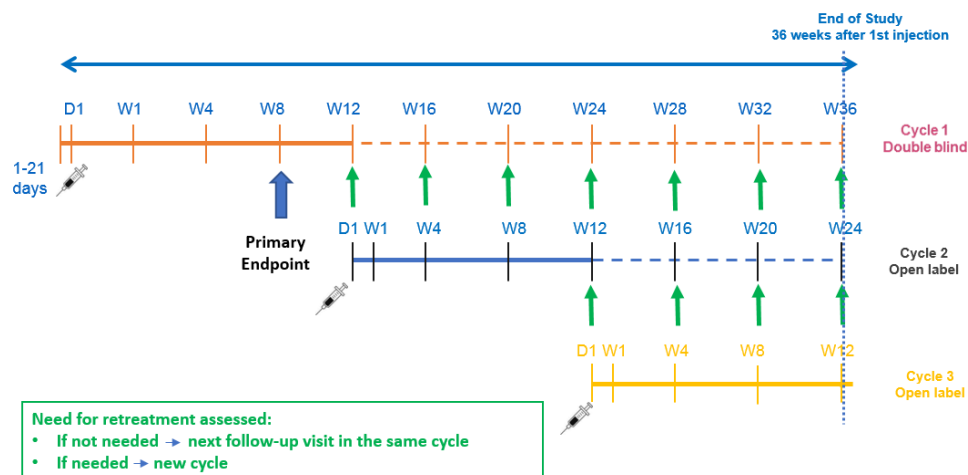 End of Study
36 weeks after 1st injection
D1 W1 W4 W8 W12 W16 W20 W24 W28 W32 W36
Cycle 1
Double blind
1-21
days
Primary
Endpoint
D1 W1 W4 W8 W12 W16 W20 W24
Cycle 2
Open label
D1 W1 W4 W8 W12
Cycle 3
Open label
Need for retreatment assessed:
• If not needed → next follow-up visit in the same cycle
• If needed → new cycle